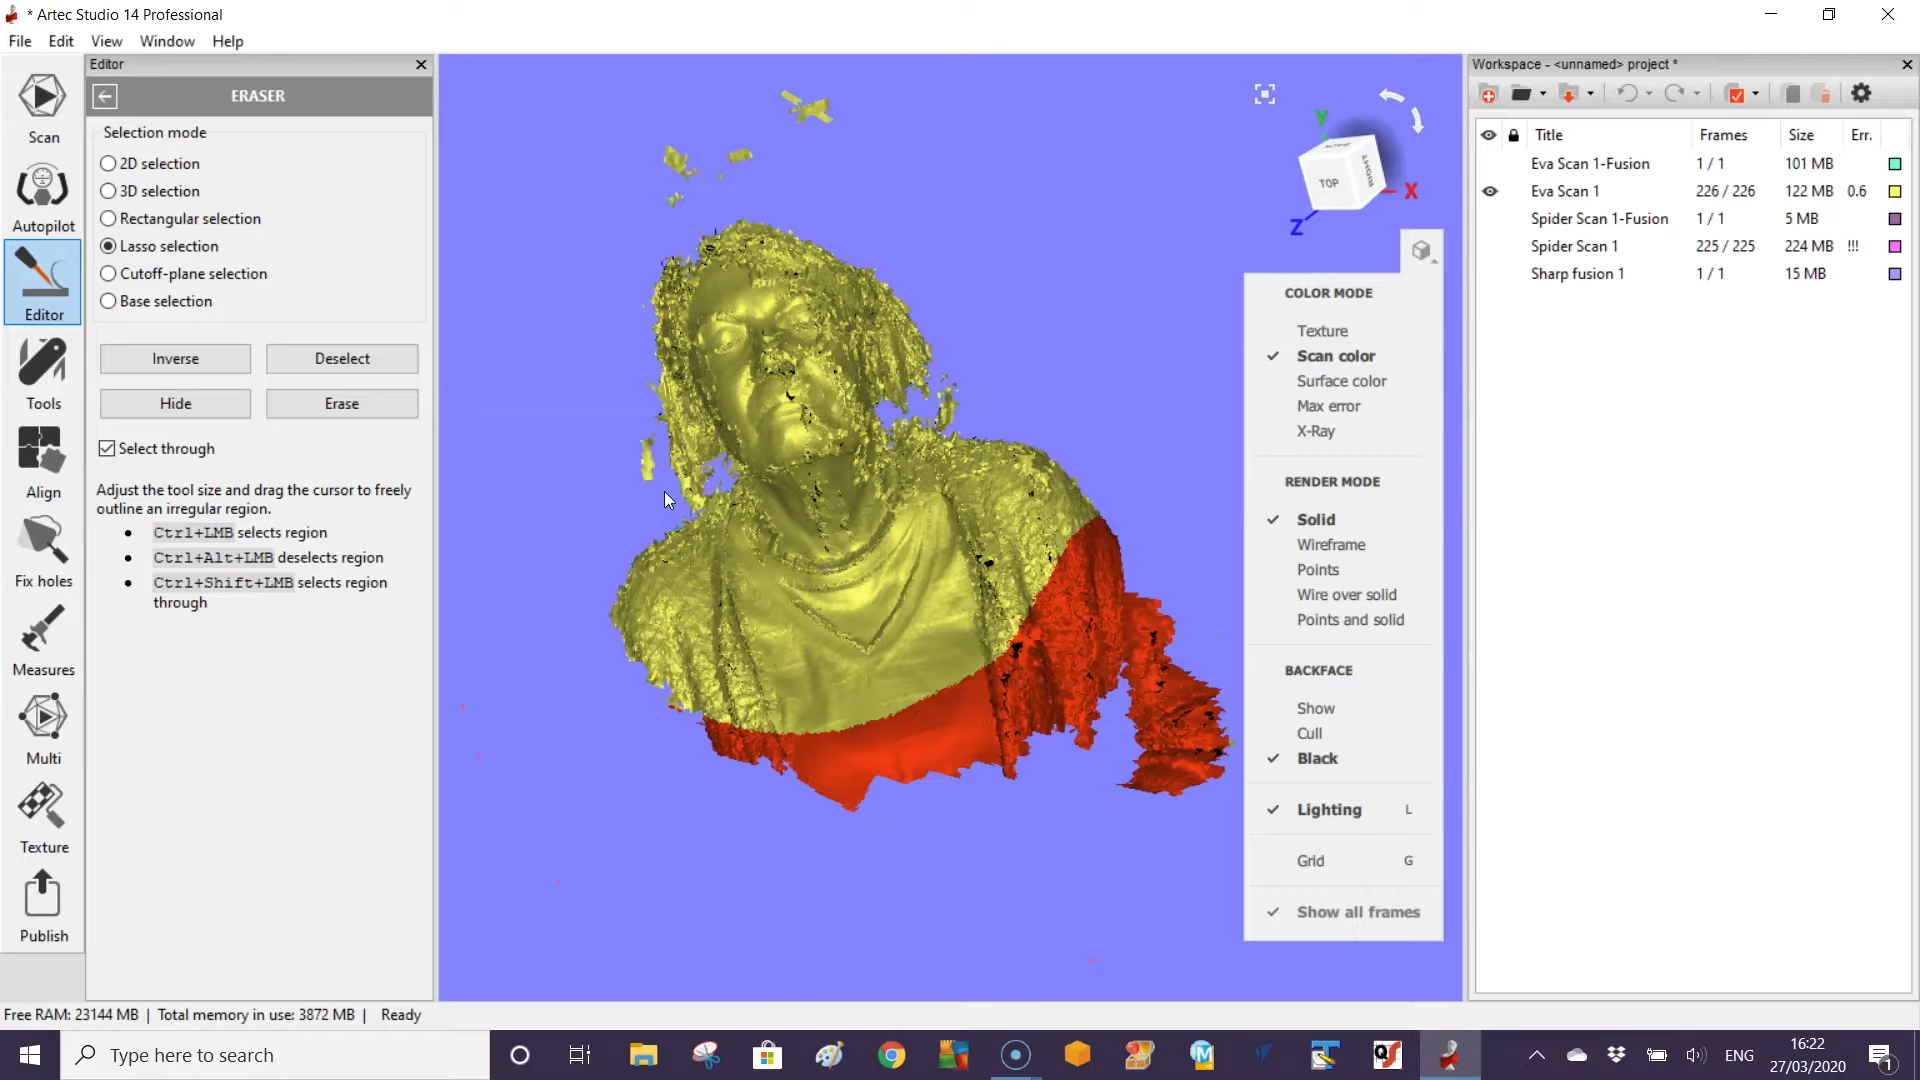 * Artec Studio 14 Professional
File Edit View Window Help
Editor
ERASER
Selection mode
2D selection
3D selection
Rectangular selection
Lasso selection
Cutoff-plane selection
Base selection
Inverse Deselect
Hide Erase
Select through
Adjust the tool size and drag the cursor to freely
outline an irregular region.
Ctrl+LMB selects region
Ctrl+Alt+LMB deselects region
Ctrl+Shift+LMB selects region
through
Scan
Autopilot
Editor
Tools
Align
Fix holes
Measures
Multi
Texture
Publish
Y
X
Z
TOP
RIGHT
COLOR MODE
Texture
Scan color
Surface color
Max error
X-Ray
RENDER MODE
Solid
Wireframe
Points
Wire over solid
Points and solid
BACKFACE
Show
Cull
Black
Lighting L
Grid G
Show all frames
Workspace - <unnamed> project *
Title Frames Size Err.
Eva Scan 1-Fusion 1 / 1 101 MB
Eva Scan 1 226 / 226 122 MB 0.6
Spider Scan 1-Fusion 1 / 1 5 MB
Spider Scan 1 225 / 225 224 MB !!!
Sharp fusion 1 1 / 1 15 MB
Free RAM: 23144 MB | Total memory in use: 3872 MB | Ready
Type here to search
ENG
16:22
27/03/2020
1